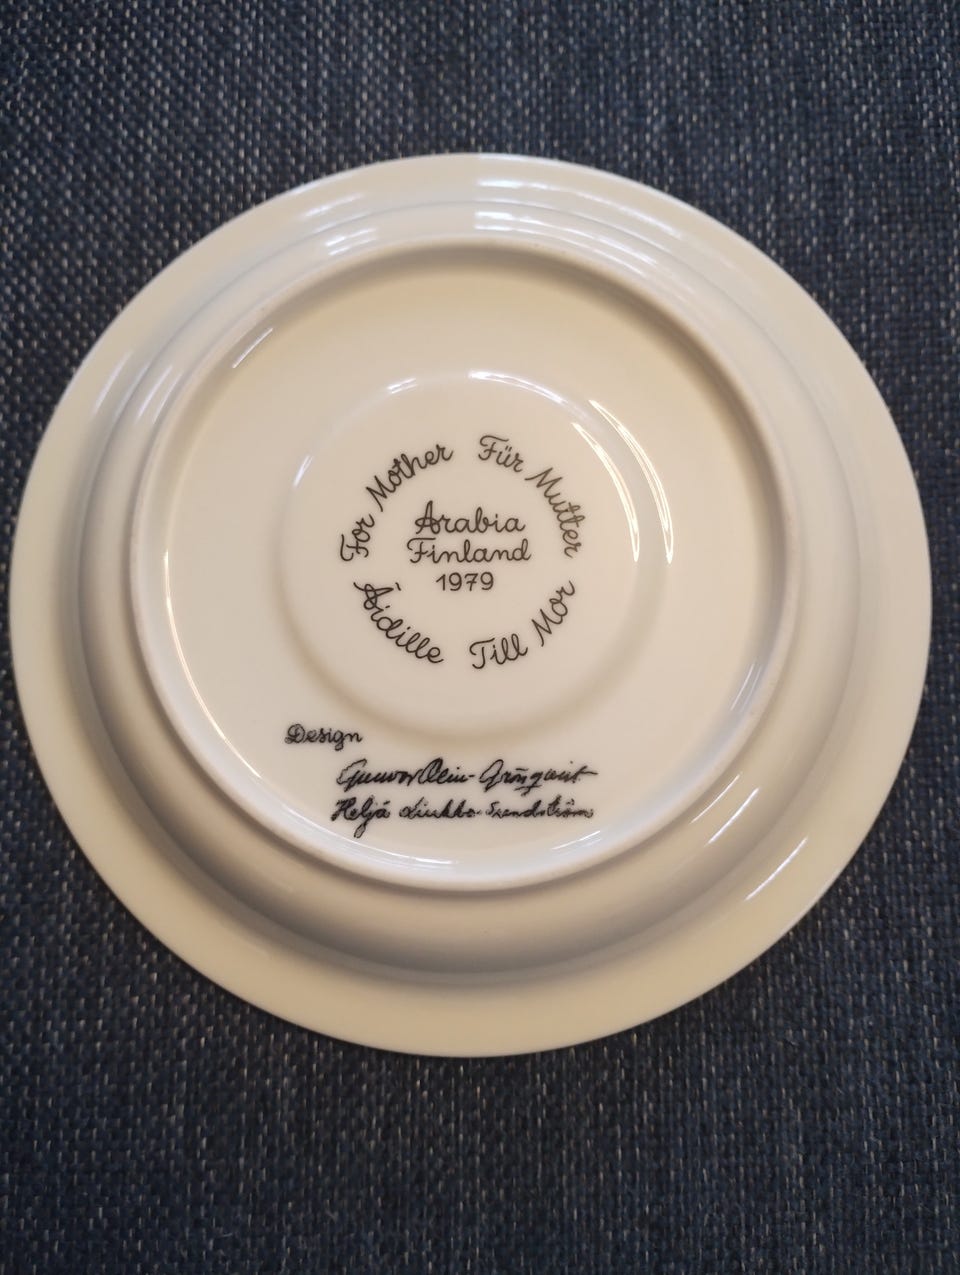 For Mother Für Mutter
Äidille Till Mor
Arabia
Finland
1979
Design
Gunvor Olin-Grönqvist
Heljä Liukko-Sundström